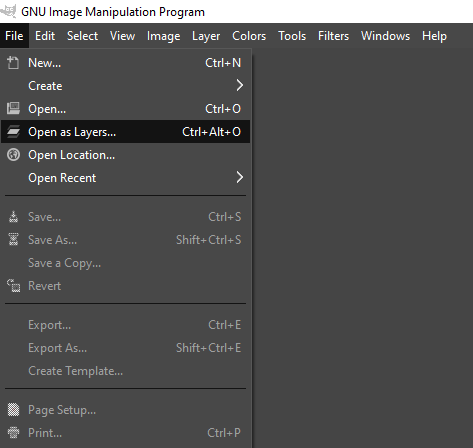 GNU Image Manipulation Program
File Edit Select View Image Layer Colors Tools Filters Windows Help
New... Ctrl+N
Create
Open... Ctrl+O
Open as Layers... Ctrl+Alt+O
Open Location...
Open Recent
Save... Ctrl+S
Save As... Shift+Ctrl+S
Save a Copy...
Revert
Export... Ctrl+E
Export As... Shift+Ctrl+E
Create Template...
Page Setup...
Print... Ctrl+P